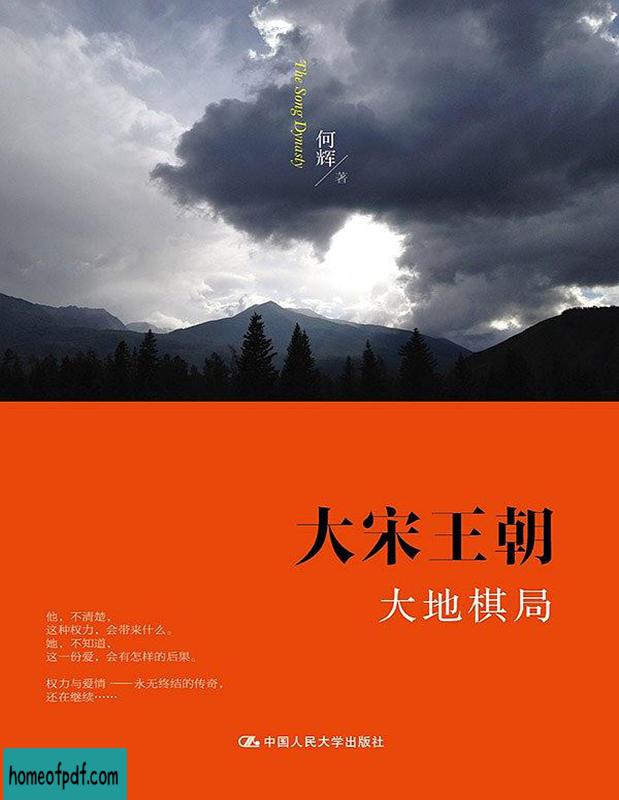 The Song Dynasty
何辉
著
大宋王朝
大地棋局
他，不清楚，
这种权力，会带来什么。
她，不知道，
这一份爱，会有怎样的后果。
权力与爱情——永无终结的传奇，
还在继续……
中国人民大学出版社
homeofpdf.com